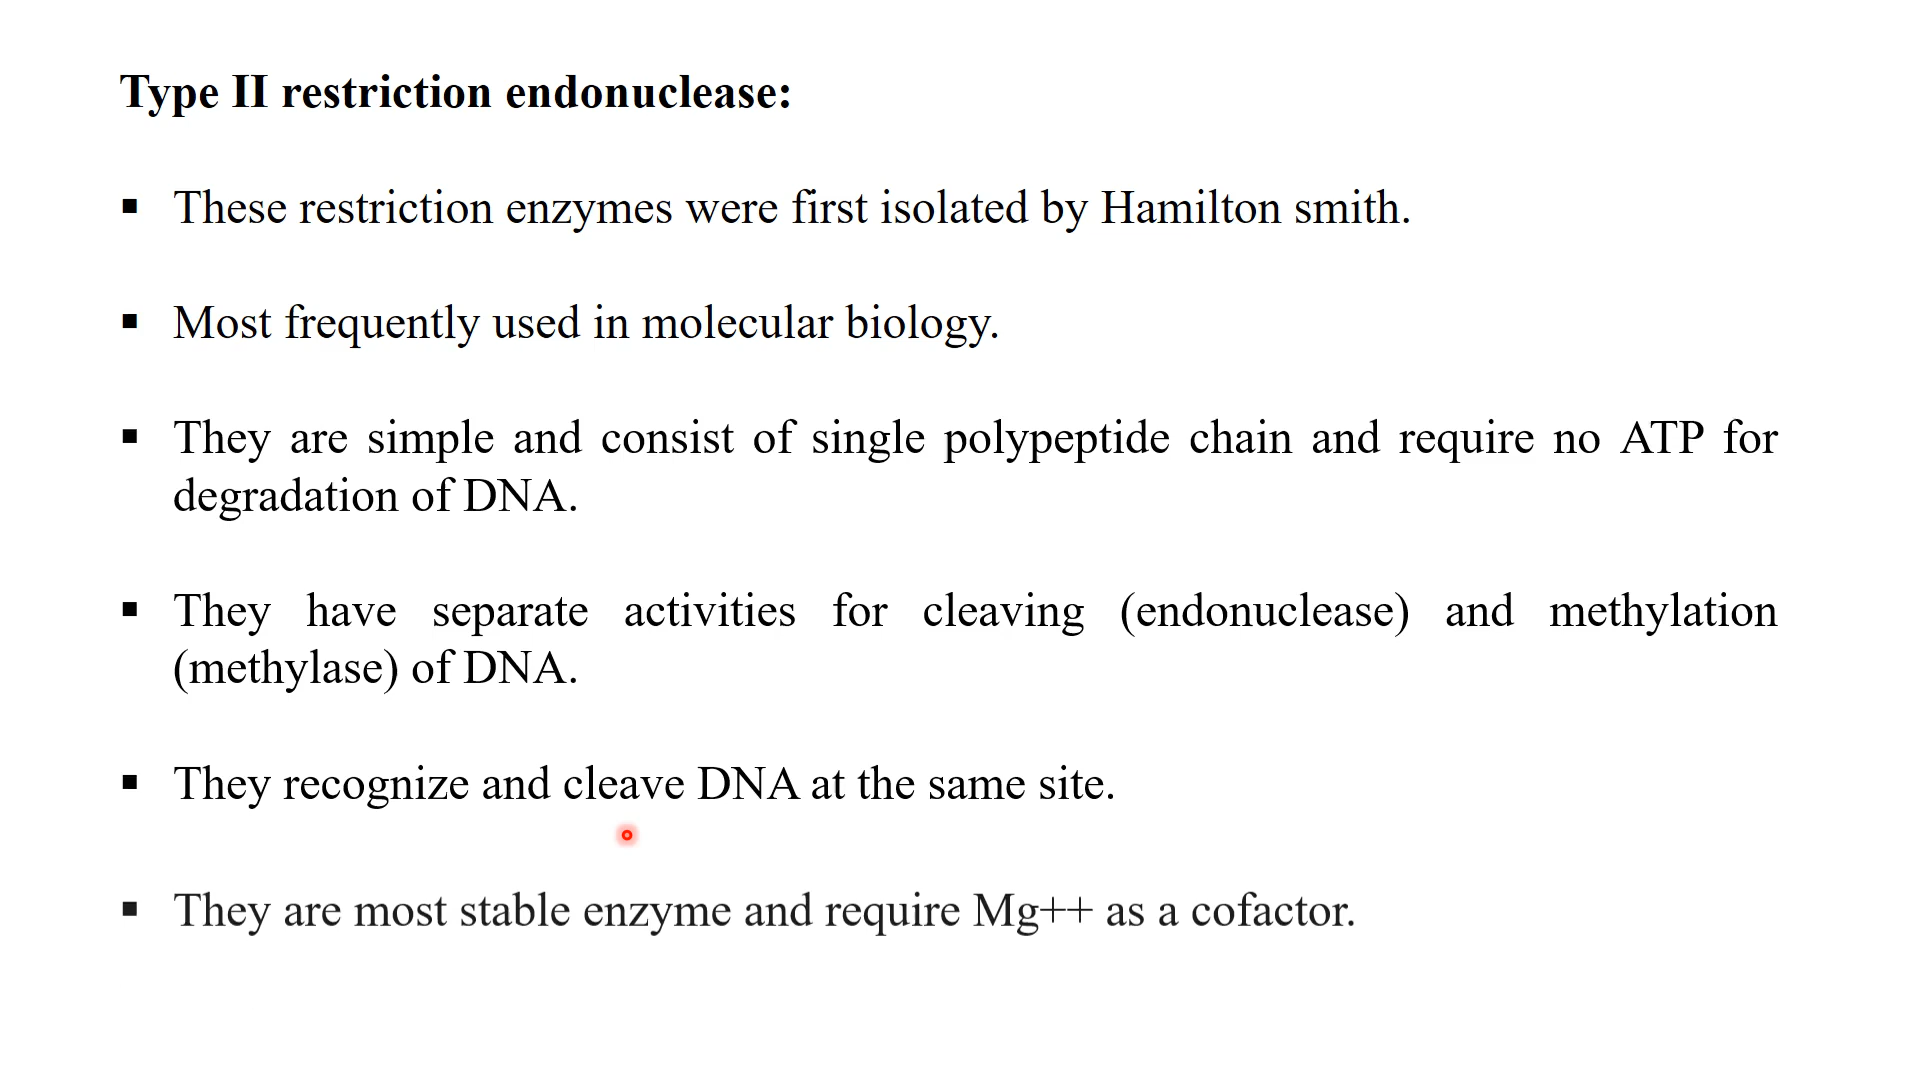 Type II restriction endonuclease:
▪ These restriction enzymes were first isolated by Hamilton smith.
▪ Most frequently used in molecular biology.
▪ They are simple and consist of single polypeptide chain and require no ATP for
degradation of DNA.
▪ They have separate activities for cleaving (endonuclease) and methylation
(methylase) of DNA.
▪ They recognize and cleave DNA at the same site.
▪ They are most stable enzyme and require Mg++ as a cofactor.